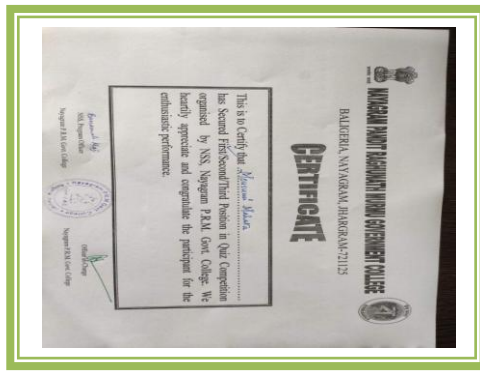 NAYAGRAM PANDIT RAGHUNATH MURMU GOVERNMENT COLLEGE
BALIGERIA, NAYAGRAM, JHARGRAM-721125
CERTIFICATE
This is to Certify that
has Secured First/Second/Third Position in Quiz Competition
organised by NSS, Nayagram P.R.M. Govt. College. We
heartily appreciate and congratulate the participant for the
enthusiastic performance.
NSS, Program Officer
Nayagram P.R.M. Govt. College
Officer In Charge
Nayagram P.R.M. Govt. College